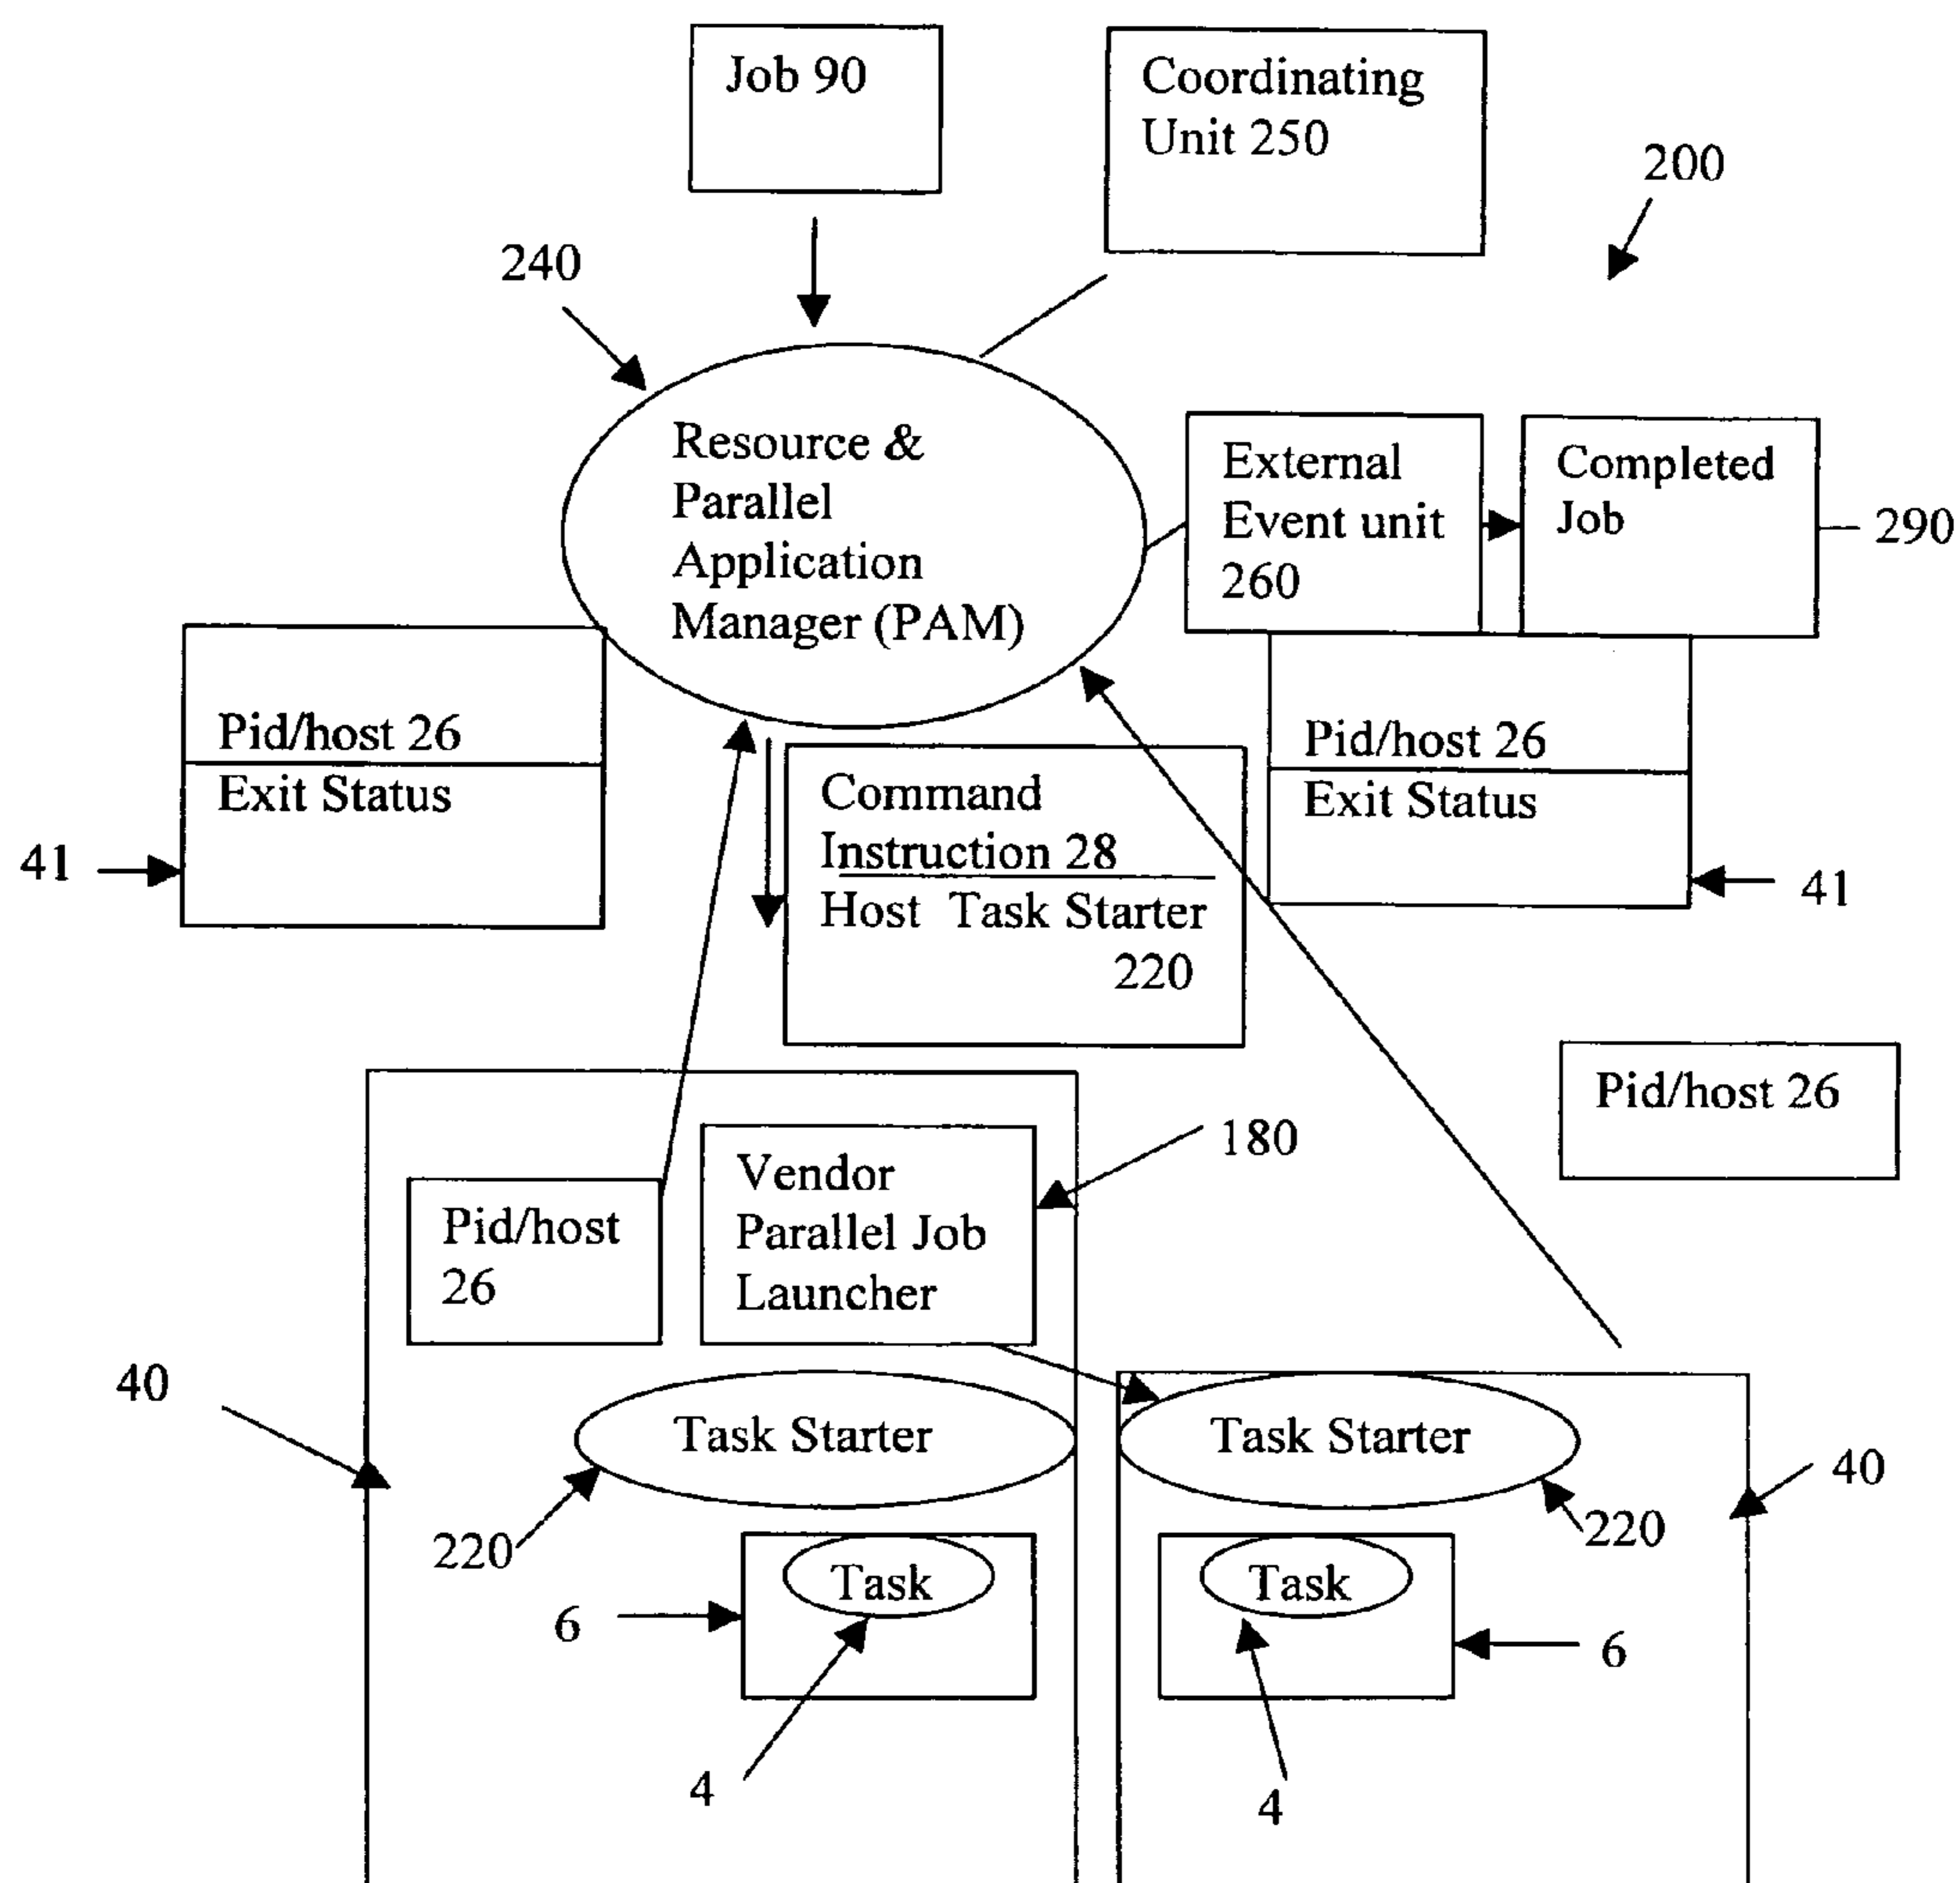 Job 90
Coordinating
Unit 250
200
240
Resource &
Parallel
Application
Manager (PAM)
External
Event unit
260
Completed
Job
290
Pid/host 26
Exit Status
41
Command
Instruction 28
Host Task Starter
220
Pid/host 26
Exit Status
41
Pid/host 26
Pid/host
26
Vendor
Parallel Job
Launcher
180
40
Task Starter
Task Starter
40
220
220
Task
Task
6
6
4
4